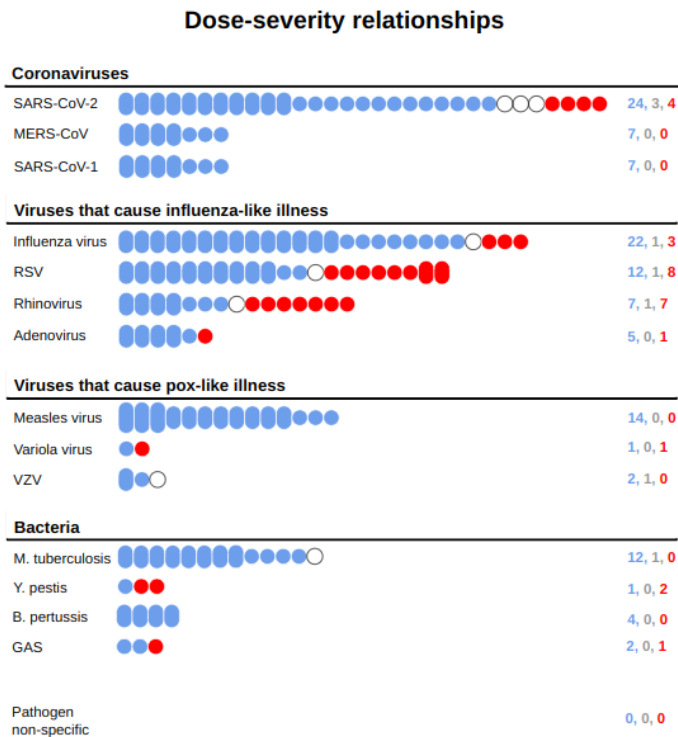 Dose-severity relationships
Coronaviruses
SARS-CoV-2 24, 3, 4
MERS-CoV 7, 0, 0
SARS-CoV-1 7, 0, 0
Viruses that cause influenza-like illness
Influenza virus 22, 1, 3
RSV 12, 1, 8
Rhinovirus 7, 1, 7
Adenovirus 5, 0, 1
Viruses that cause pox-like illness
Measles virus 14, 0, 0
Variola virus 1, 0, 1
VZV 2, 1, 0
Bacteria
M. tuberculosis 12, 1, 0
Y. pestis 1, 0, 2
B. pertussis 4, 0, 0
GAS 2, 0, 1
Pathogen
non-specific 0, 0, 0